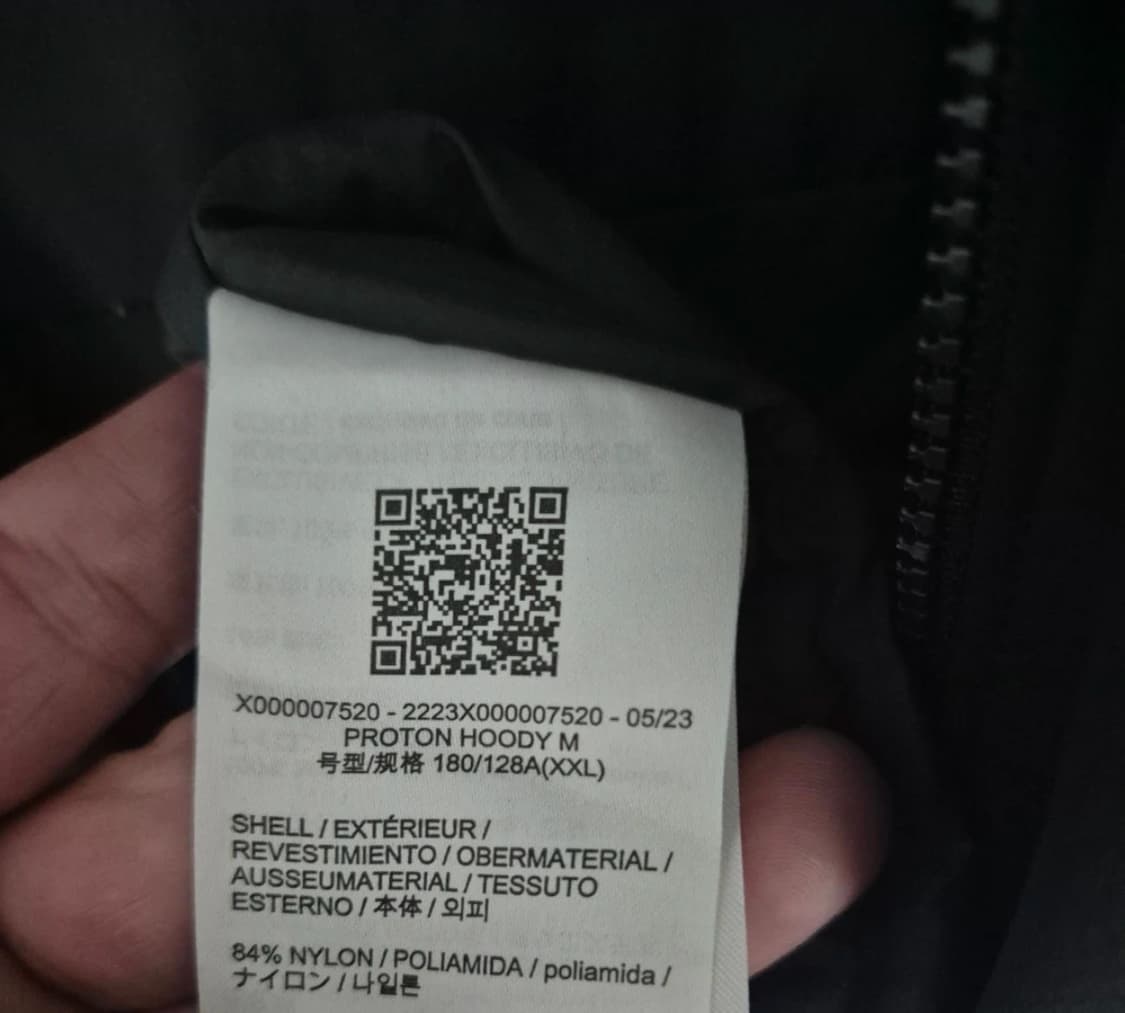 X000007520 - 2223X000007520 - 05/23
PROTON HOODY M
号型/规格 180/128A(XXL)
SHELL / EXTÉRIEUR /
REVESTIMIENTO / OBERMATERIAL /
AUSSEUMATERIAL / TESSUTO
ESTERNO / 本体 / 외피
84% NYLON / POLIAMIDA / poliamida /
ナイロン / 나일론